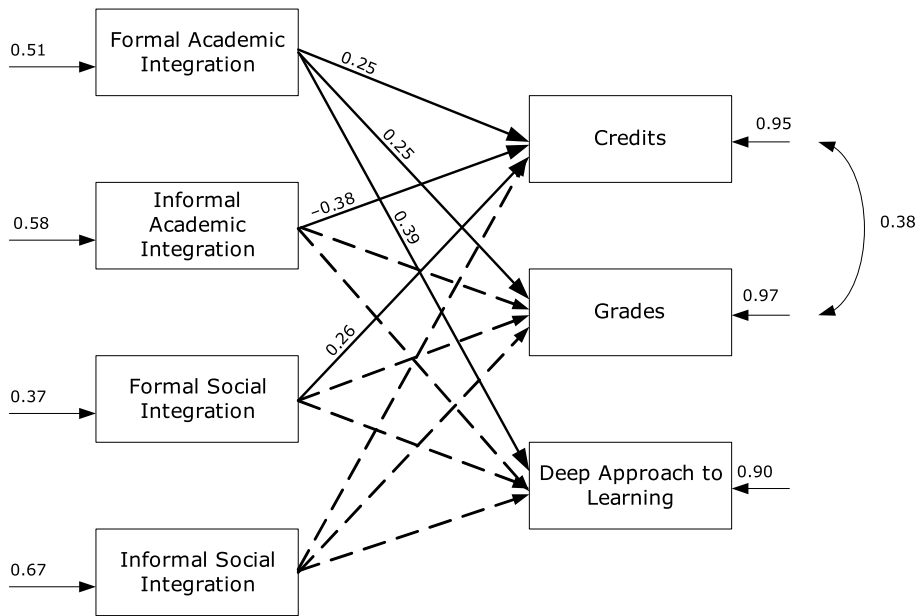 0.51
Formal Academic
Integration
0.25
0.95
Credits
0.25
0.58
Informal
Academic
Integration
−0.38
0.39
0.38
0.97
Grades
0.26
0.37
Formal Social
Integration
0.90
Deep Approach to
Learning
0.67
Informal Social
Integration